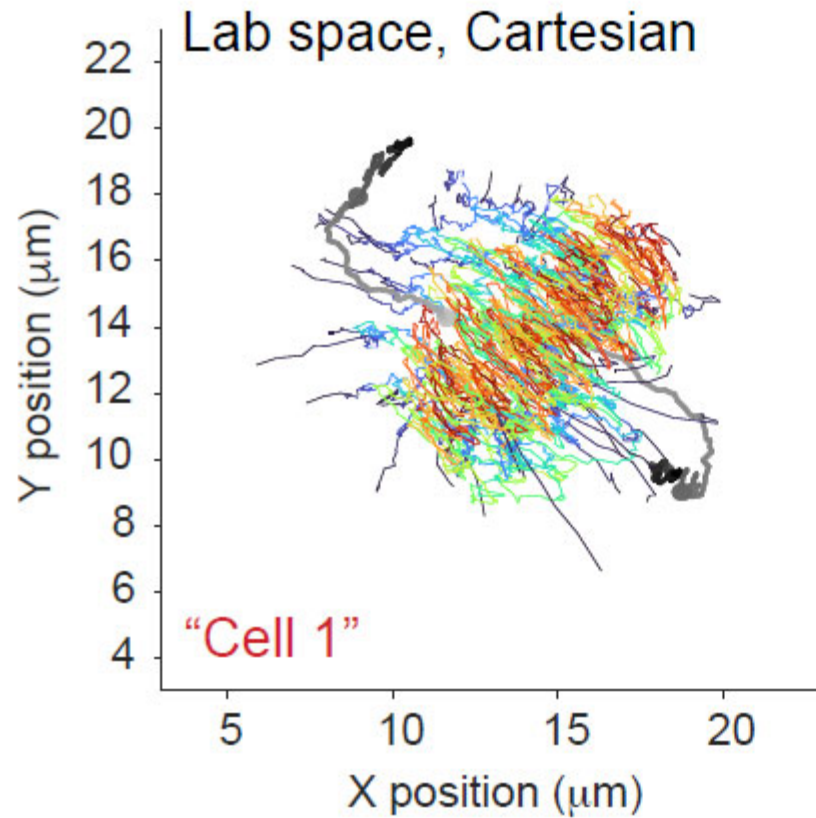 Lab space, Cartesian
22
20
18
16
14
12
10
8
6
4
Y position (μm)
“Cell 1”
5 10 15 20
X position (μm)